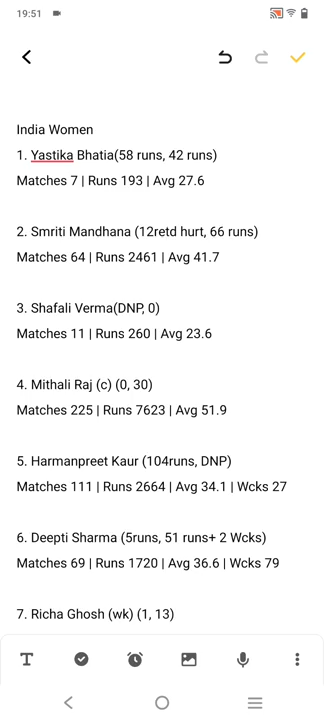 19:51
India Women
1. Yastika Bhatia(58 runs, 42 runs)
Matches 7 | Runs 193 | Avg 27.6
2. Smriti Mandhana (12retd hurt, 66 runs)
Matches 64 | Runs 2461 | Avg 41.7
3. Shafali Verma(DNP, 0)
Matches 11 | Runs 260 | Avg 23.6
4. Mithali Raj (c) (0, 30)
Matches 225 | Runs 7623 | Avg 51.9
5. Harmanpreet Kaur (104runs, DNP)
Matches 111 | Runs 2664 | Avg 34.1 | Wcks 27
6. Deepti Sharma (5runs, 51 runs+ 2 Wcks)
Matches 69 | Runs 1720 | Avg 36.6 | Wcks 79
7. Richa Ghosh (wk) (1, 13)
T